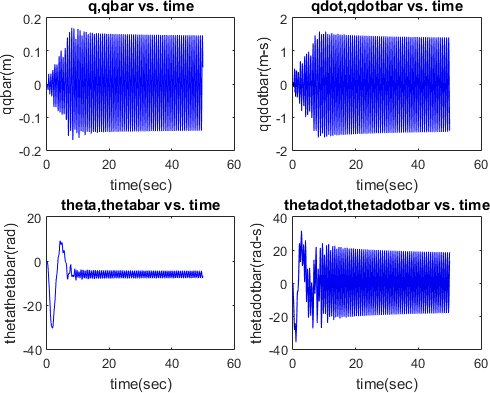 q,qbar vs. time
qdot,qdotbar vs. time
0.2
0.1
0
-0.1
-0.2
qqbar(m)
0 20 40 60
time(sec)
2
1
0
-1
-2
qqdotbar(m-s)
0 20 40 60
time(sec)
theta,thetabar vs. time
thetadot,thetadotbar vs. time
20
0
-20
-40
thetathetabar(rad)
0 20 40 60
time(sec)
40
20
0
-20
-40
thetadotbar(rad-s)
0 20 40 60
time(sec)